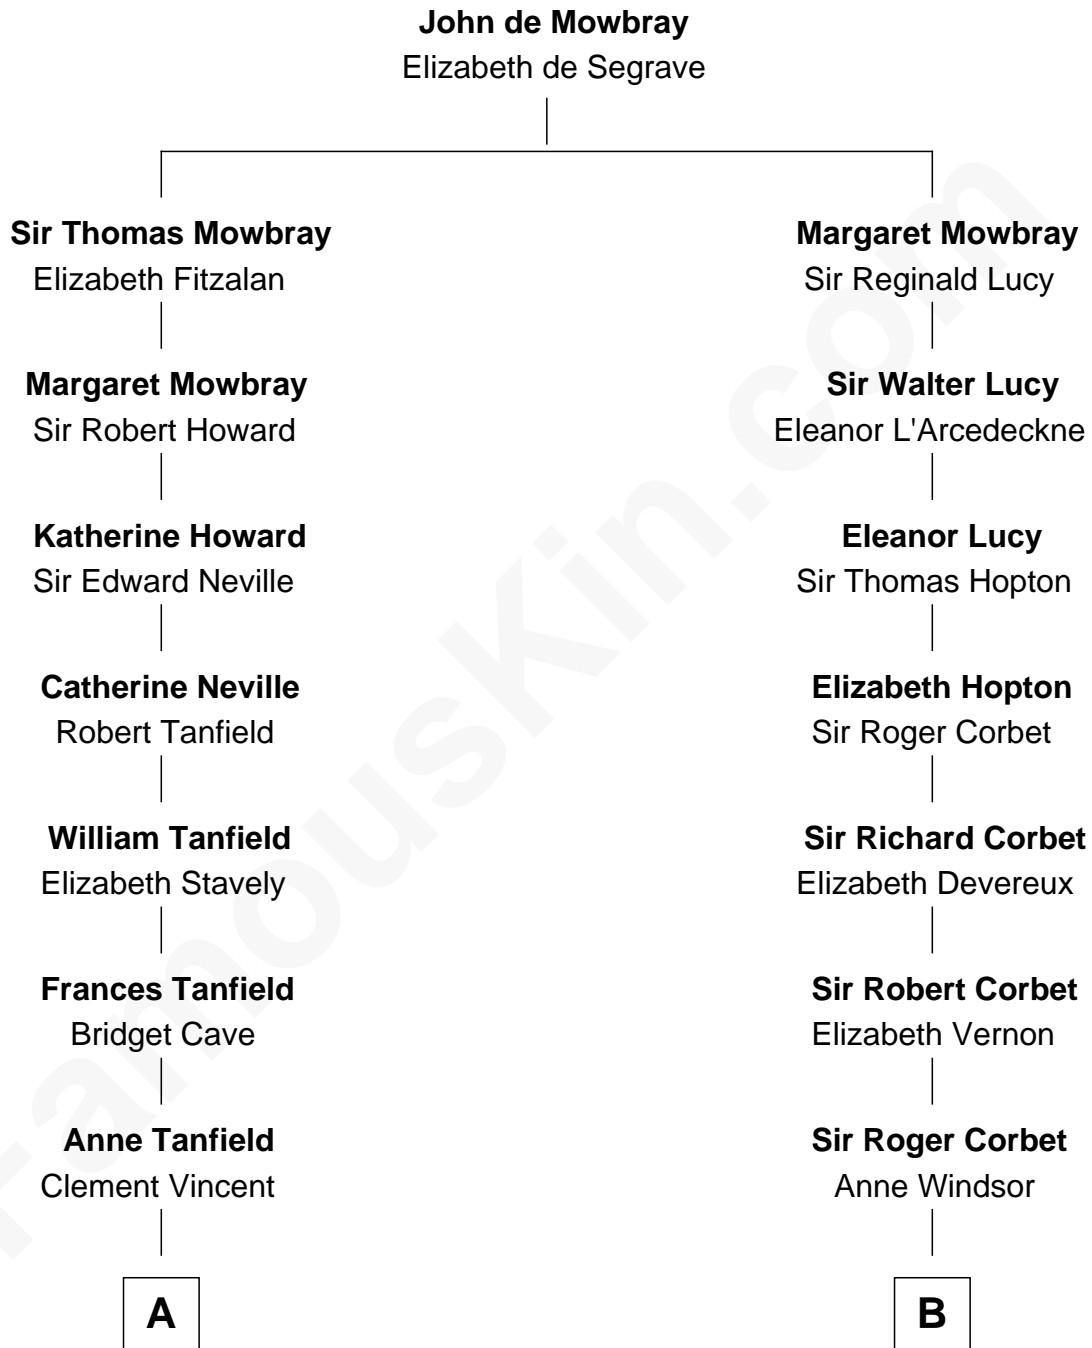 John de Mowbray
Elizabeth de Segrave
Sir Thomas Mowbray
Elizabeth Fitzalan
Margaret Mowbray
Sir Robert Howard
Katherine Howard
Sir Edward Neville
Catherine Neville
Robert Tanfield
William Tanfield
Elizabeth Stavely
Frances Tanfield
Bridget Cave
Anne Tanfield
Clement Vincent
A
Margaret Mowbray
Sir Reginald Lucy
Sir Walter Lucy
Eleanor L'Arcedeckne
Eleanor Lucy
Sir Thomas Hopton
Elizabeth Hopton
Sir Roger Corbet
Sir Richard Corbet
Elizabeth Devereux
Sir Robert Corbet
Elizabeth Vernon
Sir Roger Corbet
Anne Windsor
B
FamousKin.com